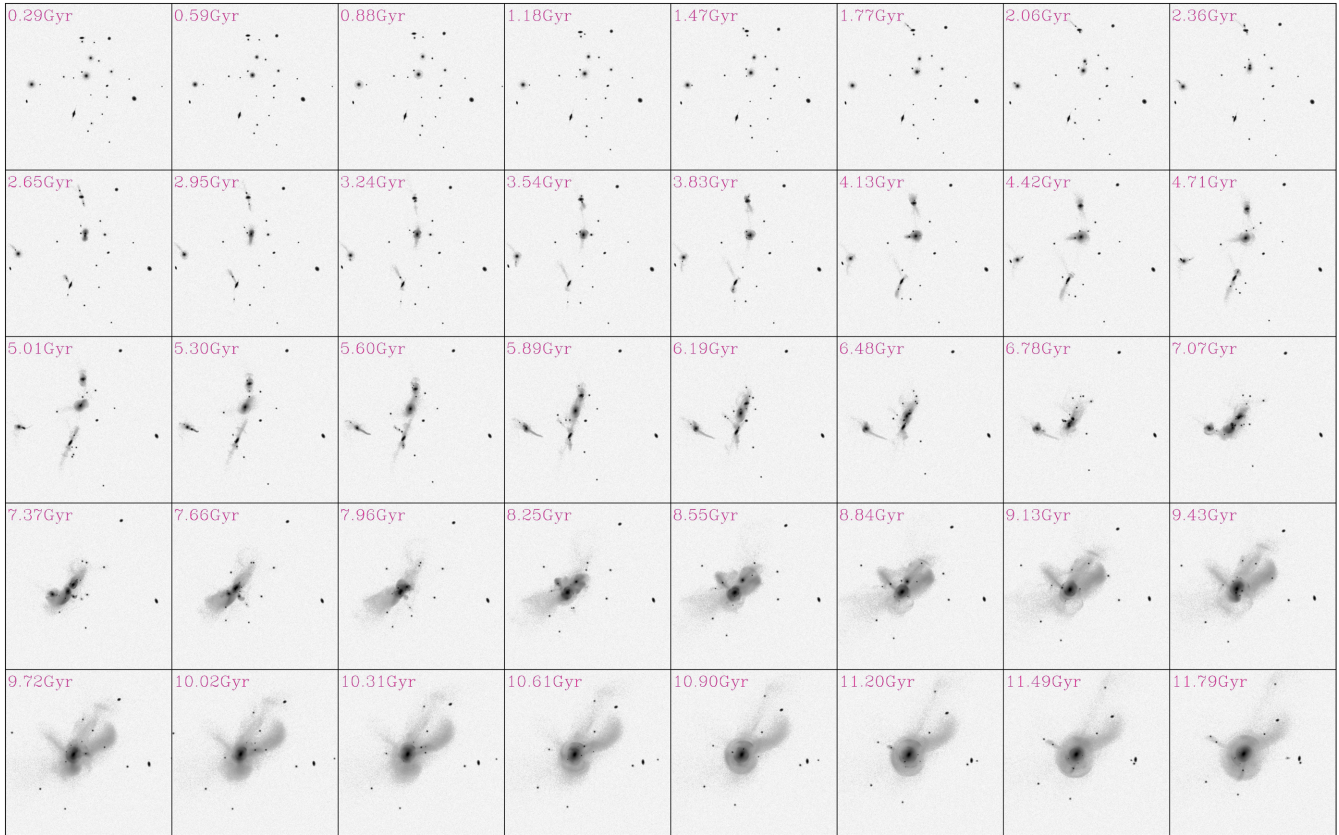 0.29Gyr 0.59Gyr 0.88Gyr 1.18Gyr 1.47Gyr 1.77Gyr 2.06Gyr 2.36Gyr
2.65Gyr 2.95Gyr 3.24Gyr 3.54Gyr 3.83Gyr 4.13Gyr 4.42Gyr 4.71Gyr
5.01Gyr 5.30Gyr 5.60Gyr 5.89Gyr 6.19Gyr 6.48Gyr 6.78Gyr 7.07Gyr
7.37Gyr 7.66Gyr 7.96Gyr 8.25Gyr 8.55Gyr 8.84Gyr 9.13Gyr 9.43Gyr
9.72Gyr 10.02Gyr 10.31Gyr 10.61Gyr 10.90Gyr 11.20Gyr 11.49Gyr 11.79Gyr